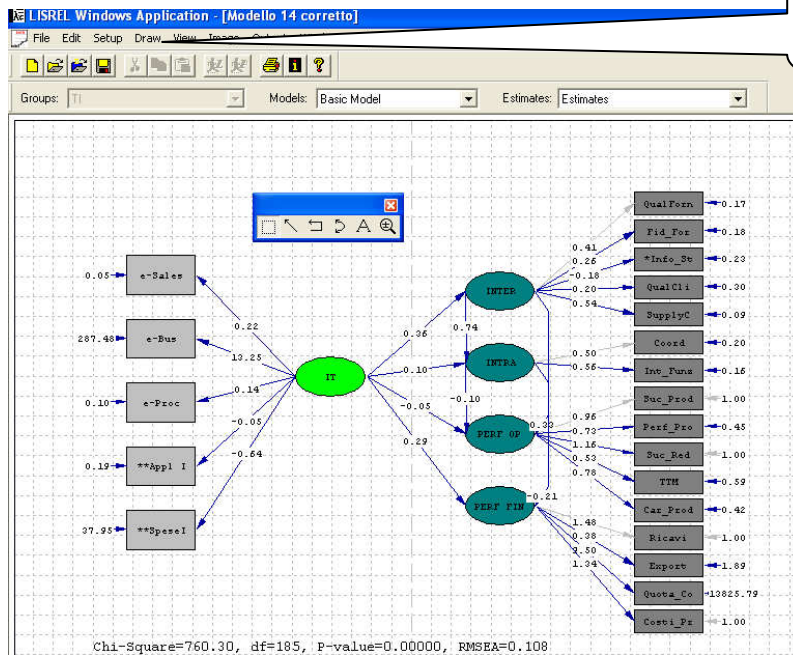 LISREL Windows Application - [Modello 14 corretto]
File Edit Setup Draw View Image
Groups: TI Models: Basic Model Estimates: Estimates
QualForn 0.17
Fid_For 0.18
*Info_St 0.23
QualCli 0.30
SupplyC 0.09
Coord 0.20
Int_Funz 0.16
Suc_Prod 1.00
Perf_Pro 0.45
Suc_Red 1.00
TTM 0.59
Car_Prod 0.42
Ricavi 1.00
Export 1.89
Quota_Co 13825.79
Costi_Pr 1.00
0.05 e-Sales
287.48 e-Bus
0.10 e-Proc
0.19 **Appl I
37.95 **SpeseI
0.22
13.25
0.14
-0.05
-0.64
IT
0.36
0.10
-0.05
0.29
INTER
0.74
INTRA
-0.10
PERF OP
0.33
PERF FIN
-0.21
0.41
0.26
-0.18
0.20
0.54
0.50
0.56
0.96
0.73
1.16
0.53
0.78
1.48
0.38
1.34
Chi-Square=760.30, df=185, P-value=0.00000, RMSEA=0.108